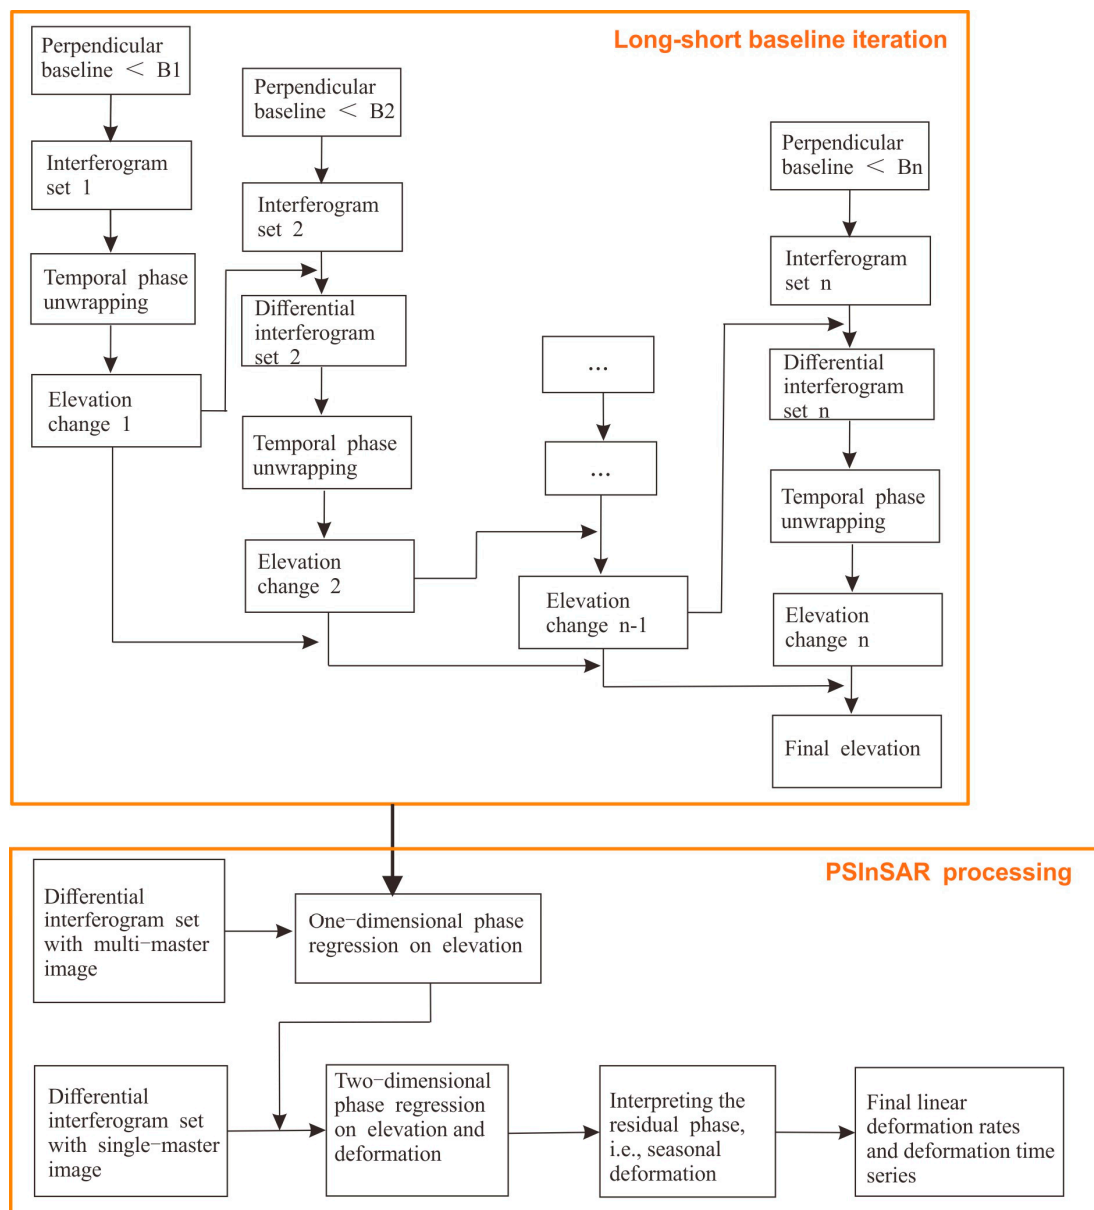 Long-short baseline iteration
Perpendicular
baseline < B1
Interferogram
set 1
Temporal phase
unwrapping
Elevation
change 1
Perpendicular
baseline < B2
Interferogram
set 2
Differential
interferogram
set 2
Temporal phase
unwrapping
Elevation
change 2
...
...
Elevation
change n-1
Perpendicular
baseline < Bn
Interferogram
set n
Differential
interferogram
set n
Temporal phase
unwrapping
Elevation
change n
Final elevation
PSInSAR processing
Differential
interferogram set
with multi-master
image
One-dimensional phase
regression on elevation
Differential
interferogram set
with single-master
image
Two-dimensional
phase regression
on elevation and
deformation
Interpreting the
residual phase,
i.e., seasonal
deformation
Final linear
deformation rates
and deformation time
series